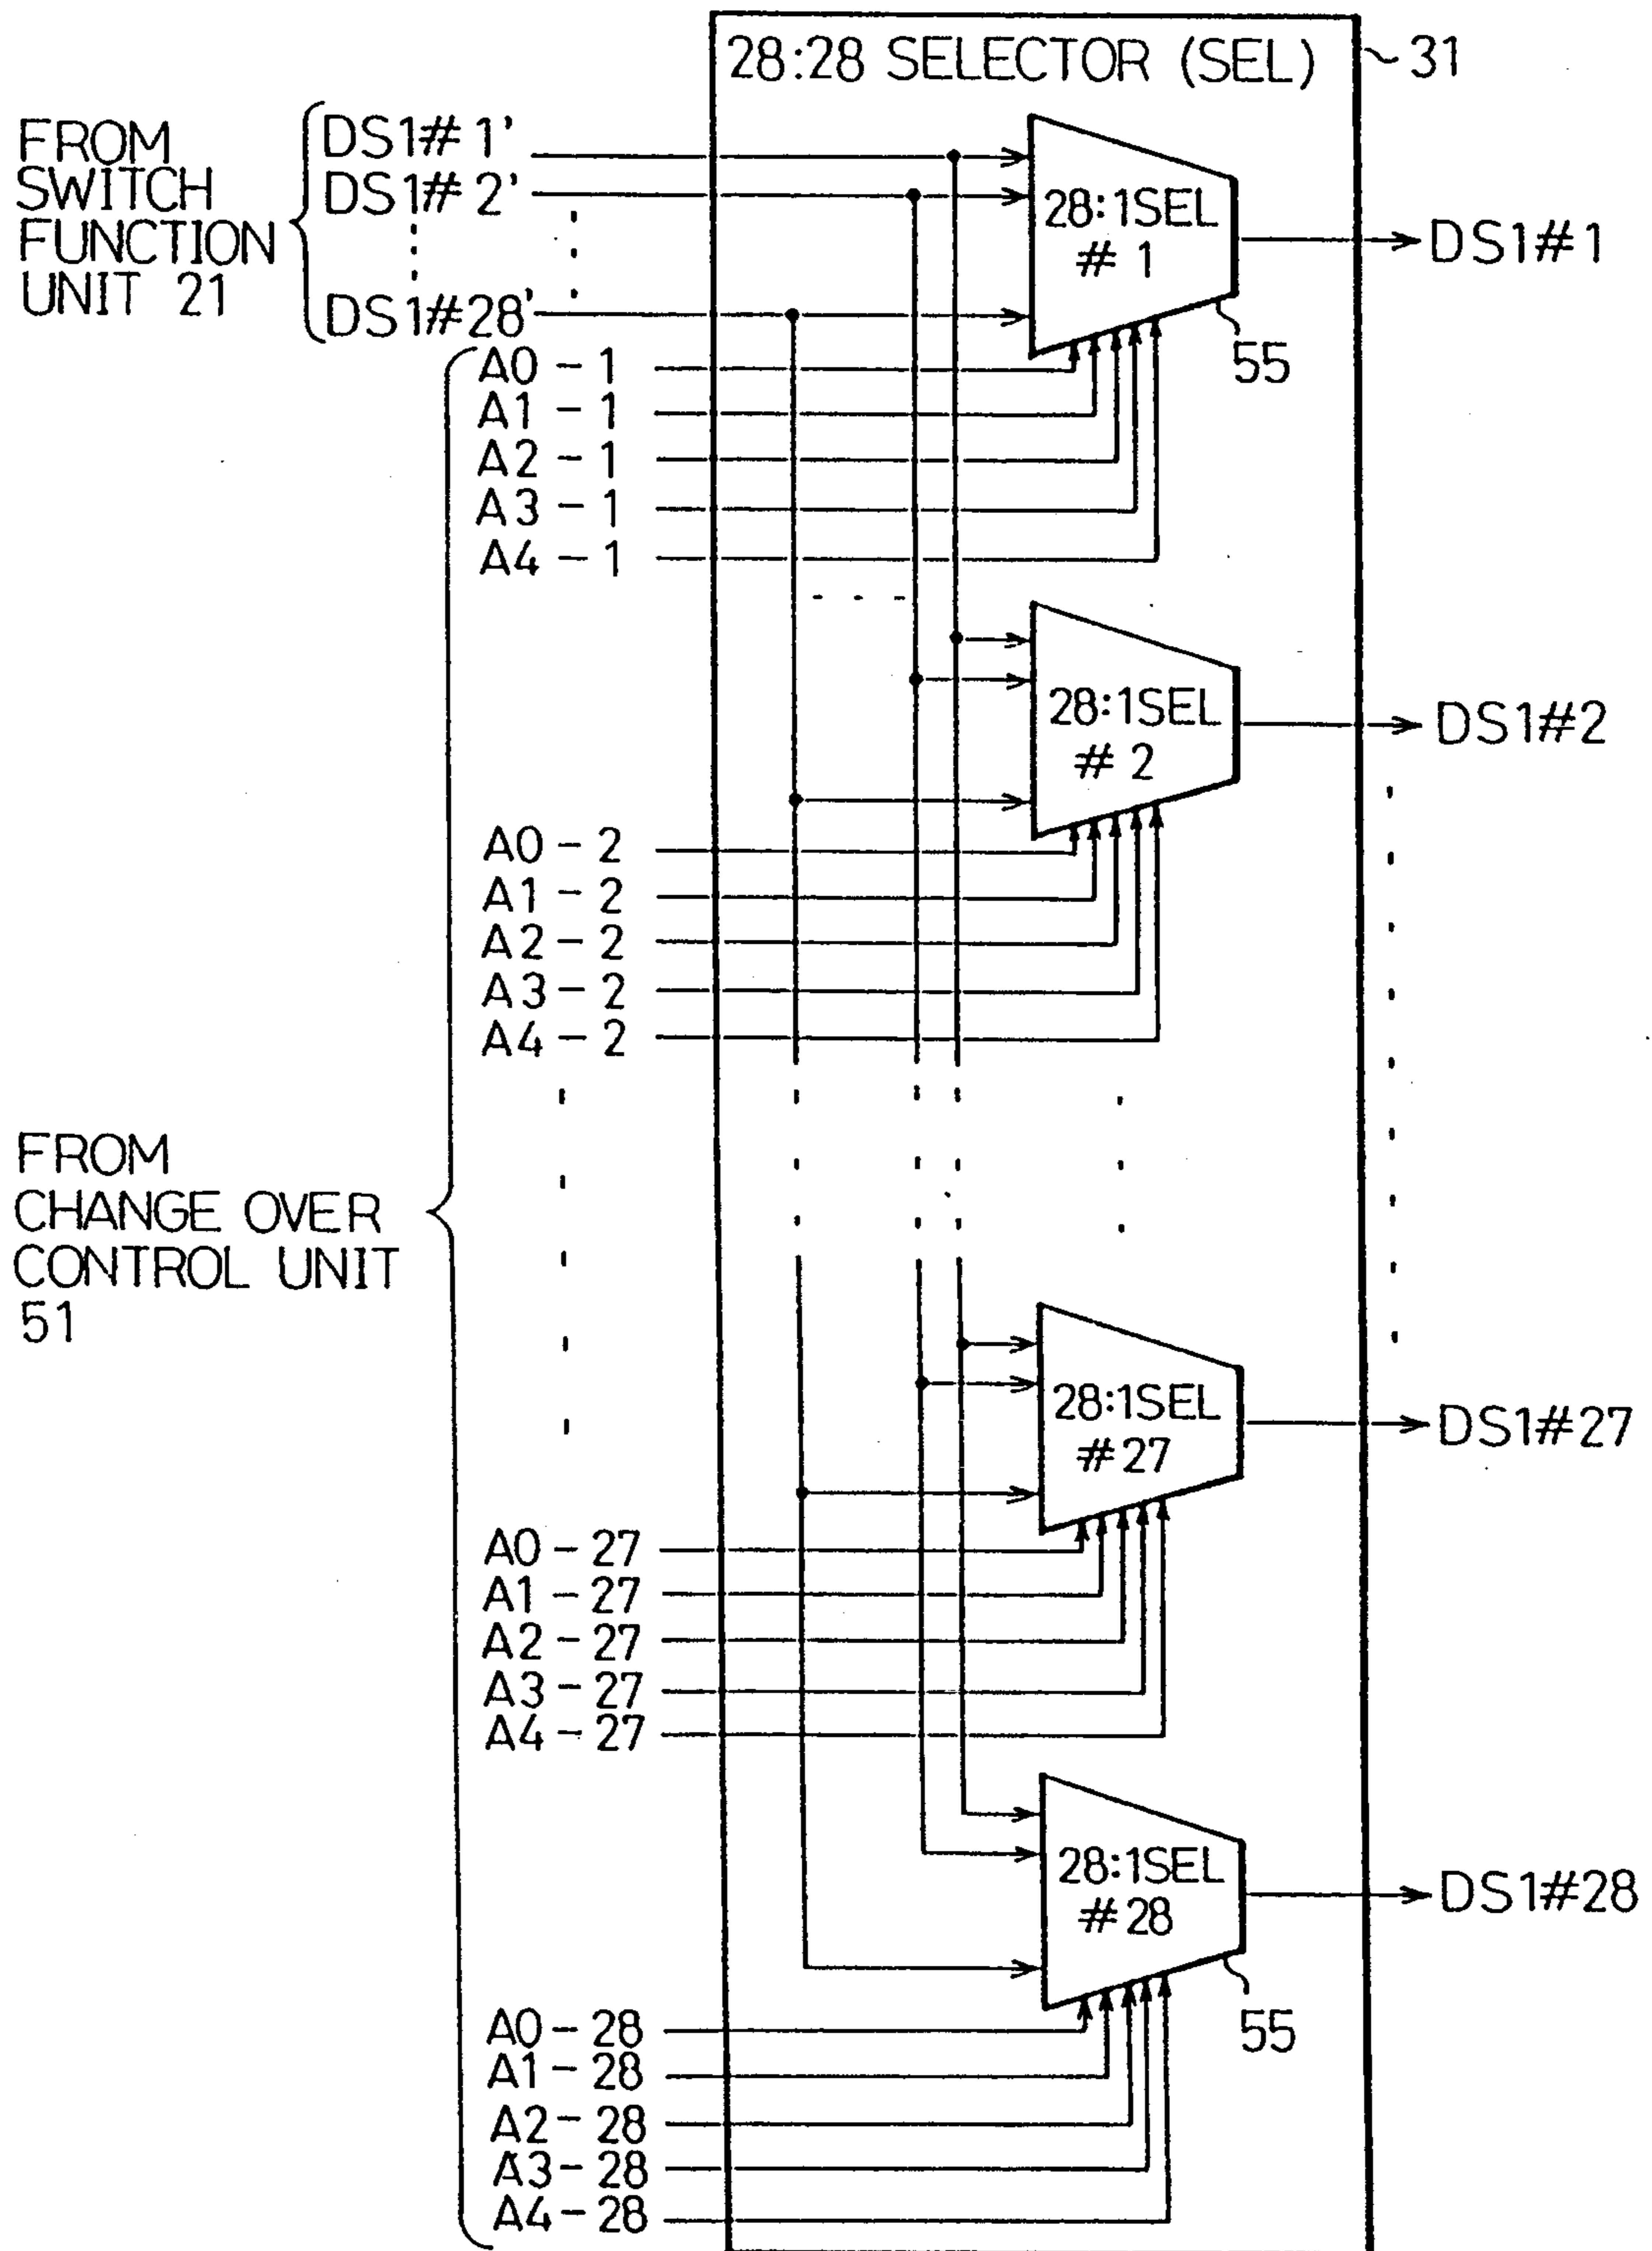 28:28 SELECTOR (SEL)
31
FROM
SWITCH
FUNCTION
UNIT 21
DS1# 1'
DS1# 2'
DS1#28'
28:1SEL
# 1
DS1#1
55
A0-1
A1-1
A2-1
A3-1
A4-1
28:1SEL
# 2
DS1#2
A0-2
A1-2
A2-2
A3-2
A4-2
FROM
CHANGE OVER
CONTROL UNIT
51
28:1SEL
#27
DS1#27
A0-27
A1-27
A2-27
A3-27
A4-27
28:1SEL
#28
DS1#28
55
A0-28
A1-28
A2-28
A3-28
A4-28